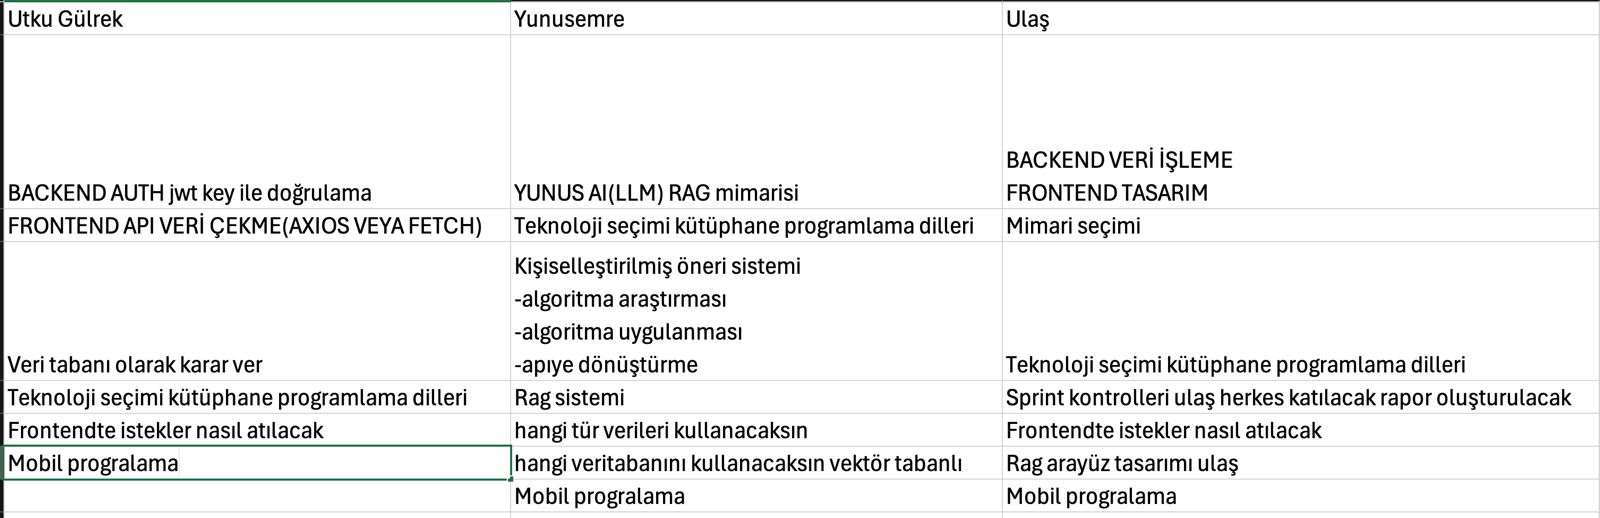 Utku Gülrek
Yunusemre
Ulaş
BACKEND AUTH jwt key ile doğrulama
YUNUS AI(LLM) RAG mimarisi
BACKEND VERİ İŞLEME
FRONTEND TASARIM
FRONTEND API VERİ ÇEKME(AXIOS VEYA FETCH)
Teknoloji seçimi kütüphane programlama dilleri
Mimari seçimi
Veri tabanı olarak karar ver
Kişiselleştirilmiş öneri sistemi
-algoritma araştırması
-algoritma uygulanması
-apıye dönüştürme
Teknoloji seçimi kütüphane programlama dilleri
Teknoloji seçimi kütüphane programlama dilleri
Rag sistemi
Sprint kontrolleri ulaş herkes katılacak rapor oluşturulacak
Frontendte istekler nasıl atılacak
hangi tür verileri kullanacaksın
Frontendte istekler nasıl atılacak
Mobil progralama
hangi veritabanını kullanacaksın vektör tabanlı
Rag arayüz tasarımı ulaş
Mobil progralama
Mobil progralama